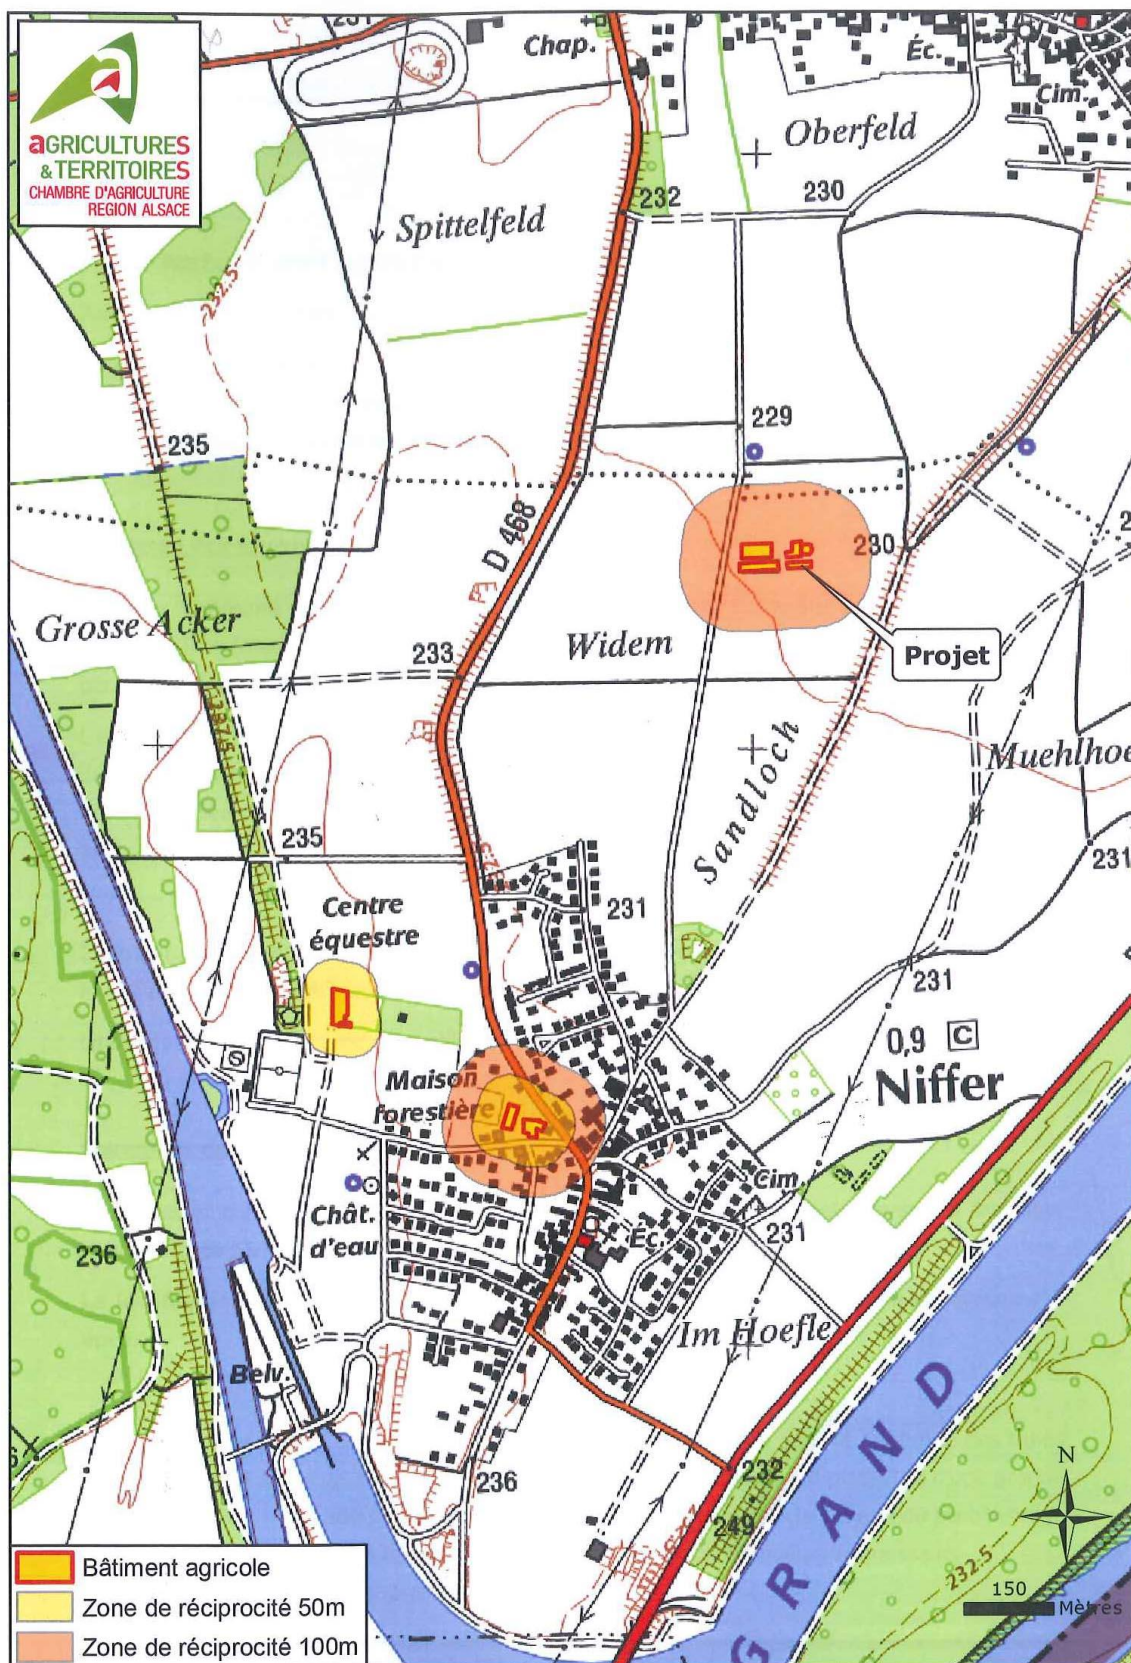 aGRICULTURES
& TERRITOIRES
CHAMBRE D'AGRICULTURE
REGION ALSACE
Chap.
Éc.
Cim.
Oberfeld
232
230
Spittelfeld
232.5
229
235
D 468
230
Grosse Acker
Widem
233
Projet
237.5
Sandloch
Muehlhoe
235
231
231
Centre
équestre
231
0,9 C
Niffer
Maison
forestière
Cim.
Chât.
d'eau
Éc.
231
236
Im Hoefle
Belv.
236
232
249
GRAND
232.5
N
150
Mètres
Bâtiment agricole
Zone de réciprocité 50m
Zone de réciprocité 100m